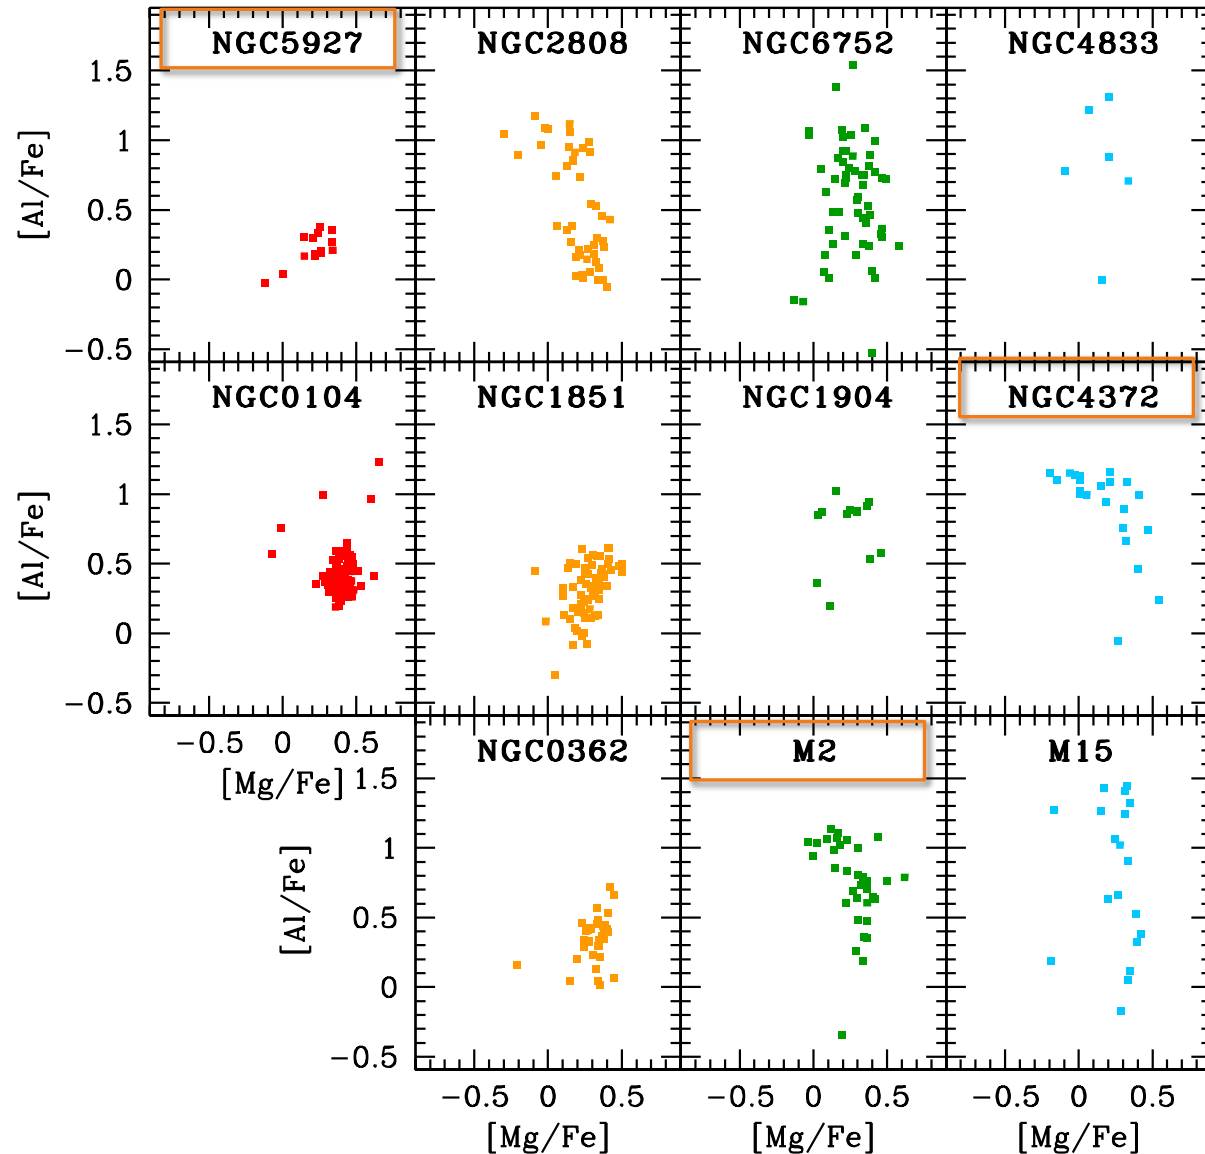 NGC5927 NGC2808 NGC6752 NGC4833
1.5
1
0.5
0
−0.5
[Al/Fe]
NGC0104 NGC1851 NGC1904 NGC4372
1.5
1
0.5
0
−0.5
[Al/Fe]
−0.5 0 0.5
[Mg/Fe]
NGC0362 M2 M15
1.5
1
0.5
0
−0.5
[Al/Fe]
−0.5 0 0.5 −0.5 0 0.5 −0.5 0 0.5
[Mg/Fe] [Mg/Fe] [Mg/Fe]